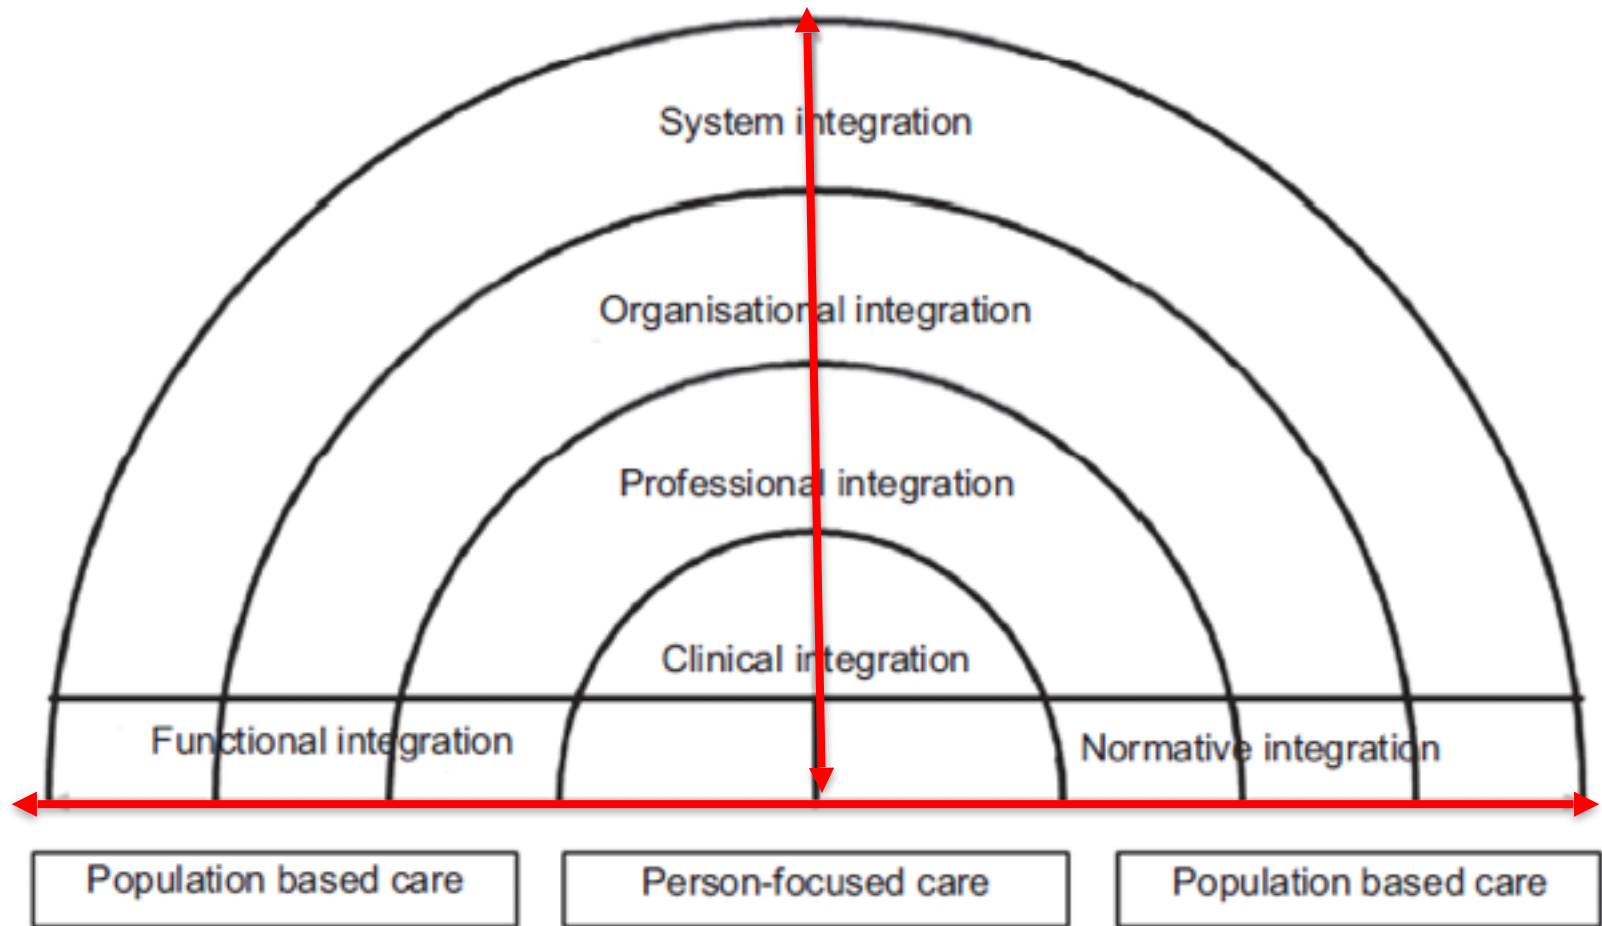 System integration
Organisational integration
Professional integration
Clinical integration
Functional integration
Normative integration
Population based care
Person-focused care
Population based care